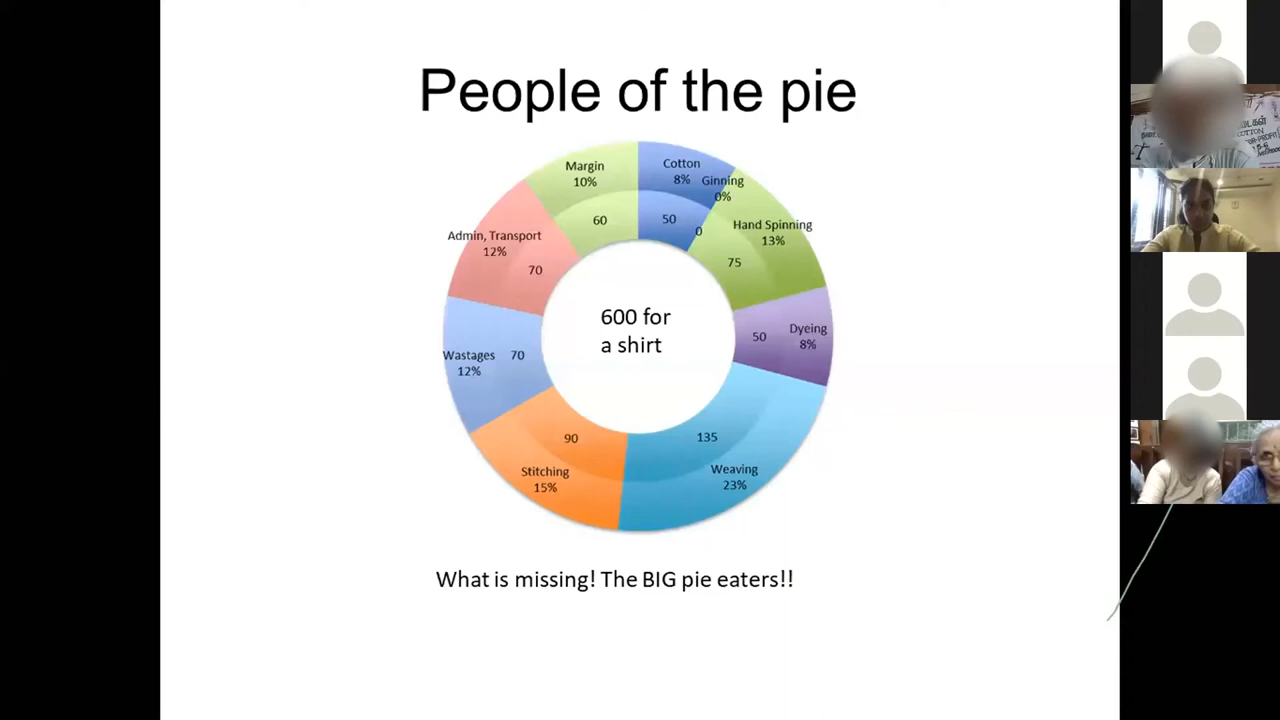 People of the pie
Margin
10%
60
Cotton
8%
50
Ginning
0%
0
Hand Spinning
13%
75
Dyeing
8%
50
Weaving
23%
135
Stitching
15%
90
Wastages
12%
70
Admin, Transport
12%
70
600 for
a shirt
What is missing! The BIG pie eaters!!
COTTON